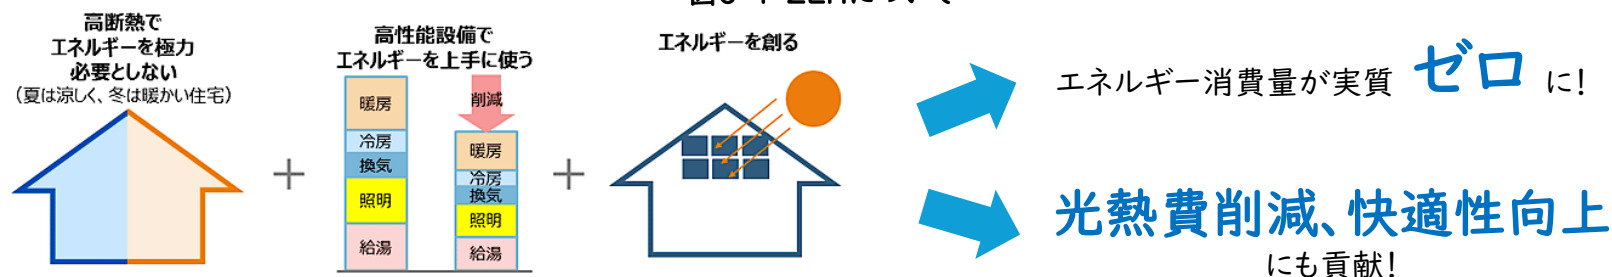 高断熱で
エネルギーを極力
必要としない
（夏は涼しく、冬は暖かい住宅）
高性能設備で
エネルギーを上手に使う
暖房
冷房
換気
照明
給湯
削減
暖房
冷房
換気
照明
給湯
エネルギーを創る
エネルギー消費量が実質 ゼロ に!
光熱費削減、快適性向上
にも貢献!